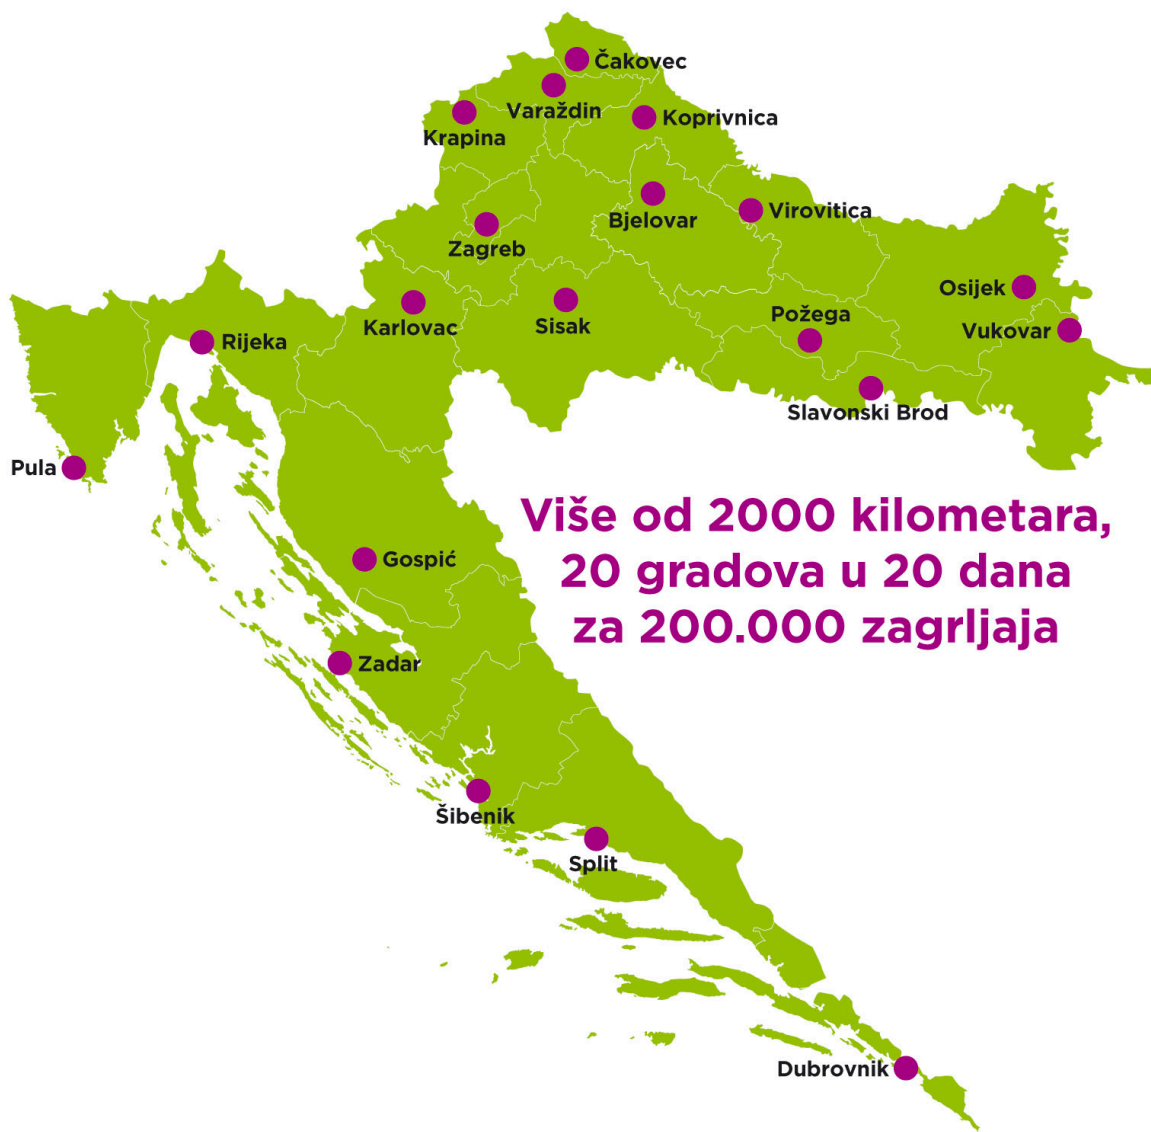 Čakovec
Varaždin
Krapina
Koprivnica
Bjelovar
Virovitica
Zagreb
Osijek
Karlovac
Sisak
Požega
Vukovar
Rijeka
Slavonski Brod
Pula
Više od 2000 kilometara,
20 gradova u 20 dana
za 200.000 zagrljaja
Gospić
Zadar
Šibenik
Split
Dubrovnik